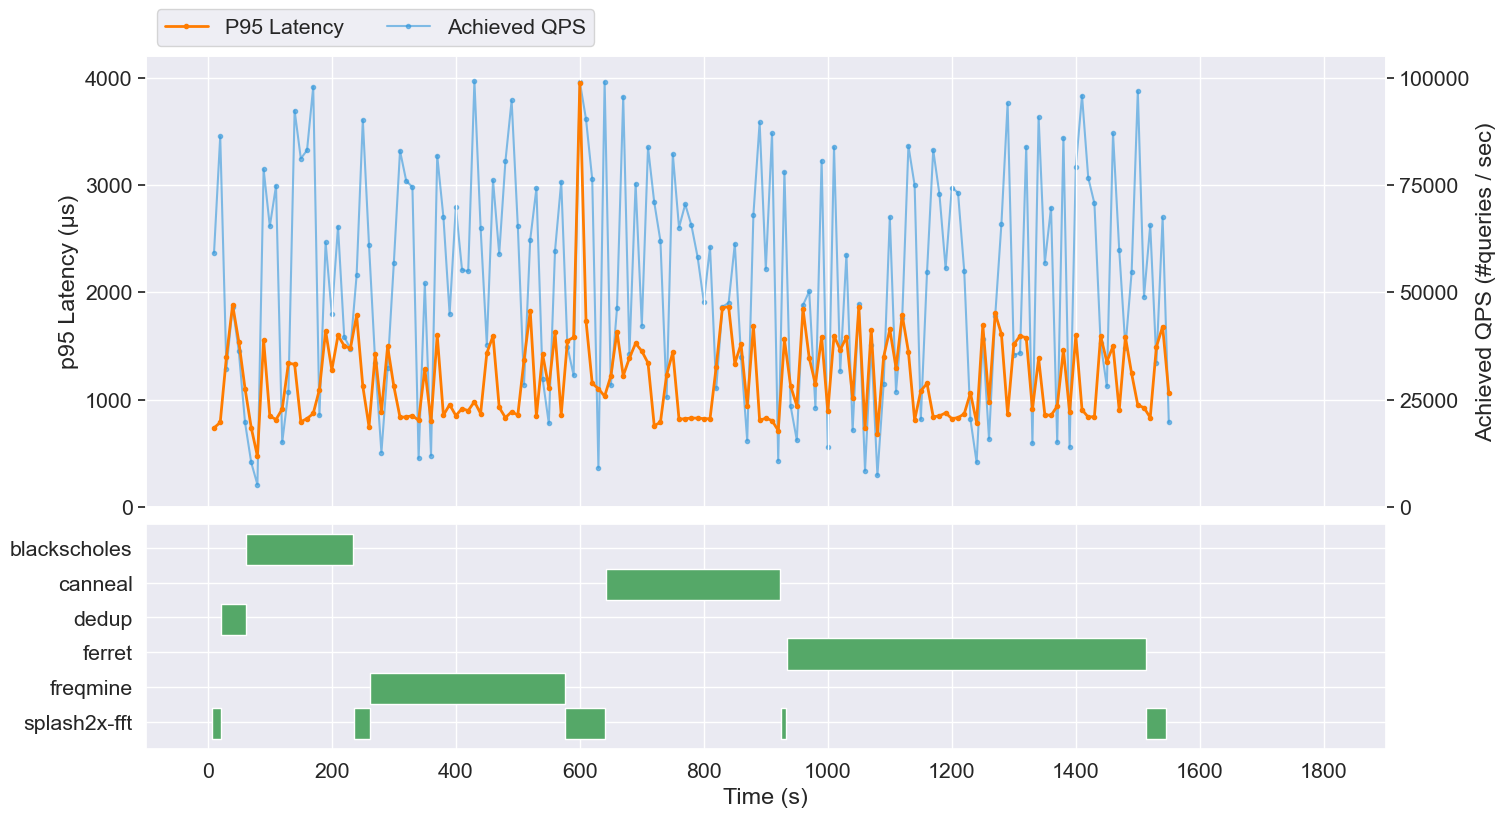 P95 Latency Achieved QPS
4000 100000
3000 75000
2000 50000
1000 25000
0 0
p95 Latency (µs)
Achieved QPS (#queries / sec)
blackscholes
canneal
dedup
ferret
freqmine
splash2x-fft
0 200 400 600 800 1000 1200 1400 1600 1800
Time (s)